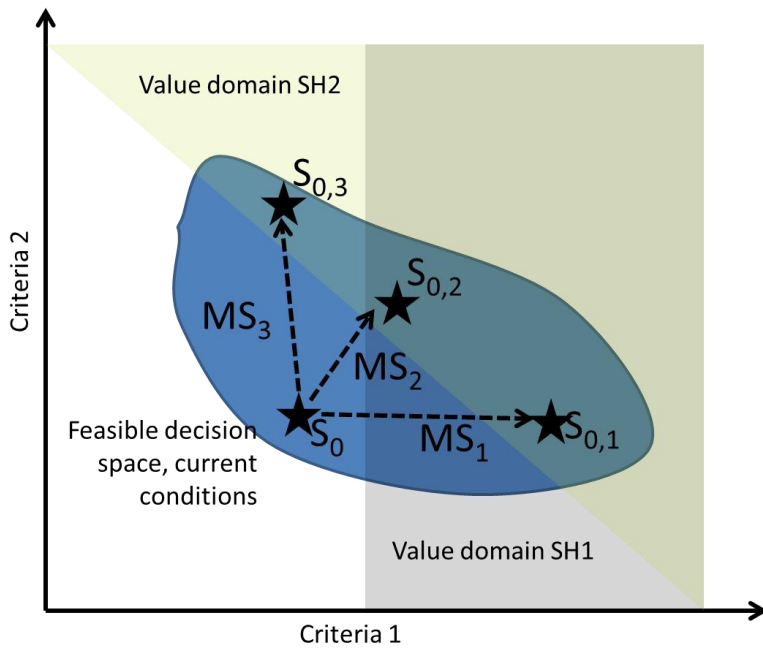 Value domain SH2
S0,3
S0,2
MS3
MS2
S0,1
S0
MS1
Feasible decision
space, current
conditions
Value domain SH1
Criteria 2
Criteria 1